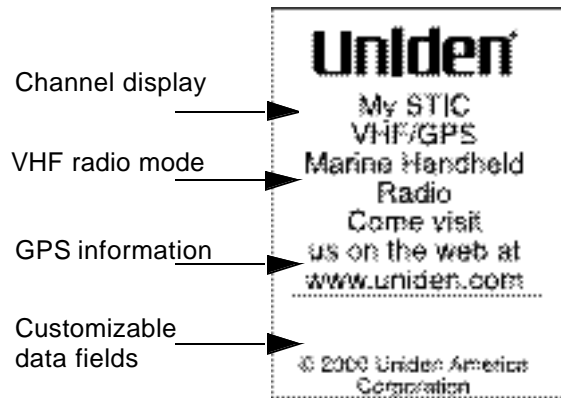 Channel display
VHF radio mode
GPS information
Customizable
data fields
Uniden
My STIC
VHF/GPS
Marine Handheld
Radio
Come visit
us on the web at
www.uniden.com
© 2000 Uniden America
Corporation